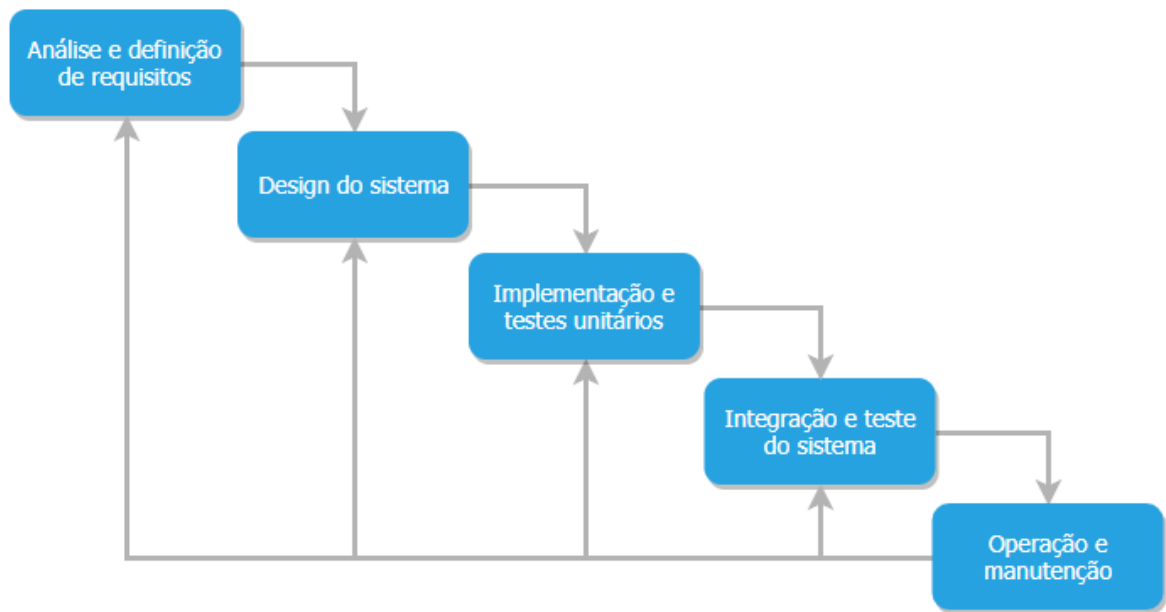 Análise e definição
de requisitos
Design do sistema
Implementação e
testes unitários
Integração e teste
do sistema
Operação e
manutenção